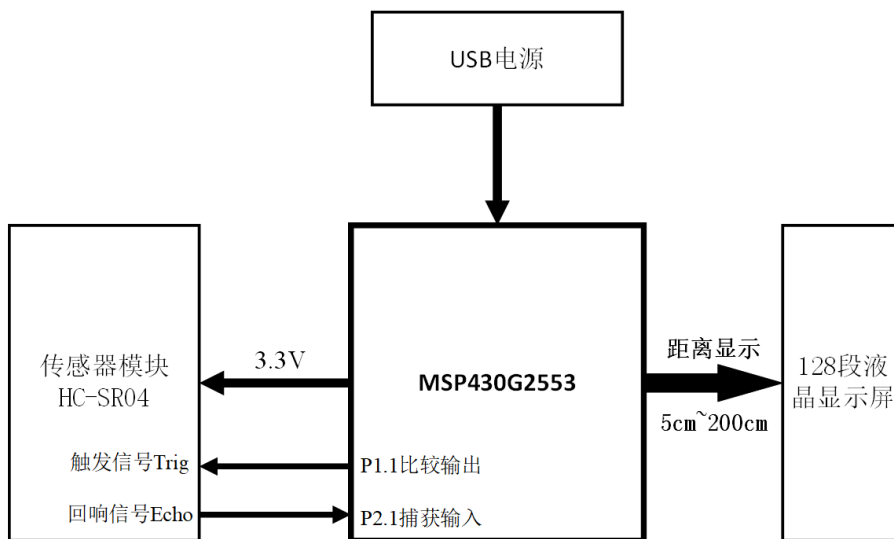 USB电源
传感器模块
HC-SR04
3.3V
MSP430G2553
距离显示
5cm~200cm
128段液
晶显示屏
触发信号Trig
P1.1比较输出
回响信号Echo
P2.1捕获输入